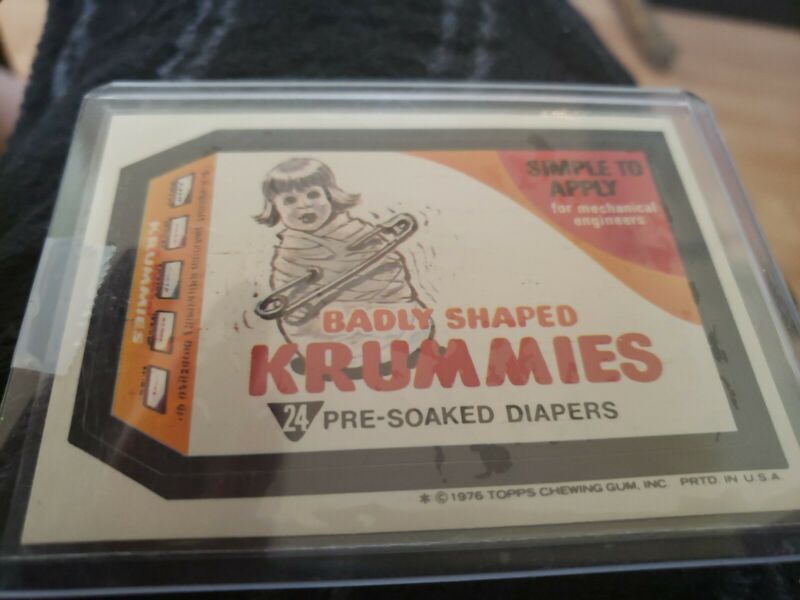 SIMPLE TO
APPLY
for mechanical
engineers
KRUMMIES
BADLY SHAPED
KRUMMIES
24 PRE-SOAKED DIAPERS
* © 1976 TOPPS CHEWING GUM, INC. PRTD. IN U.S.A.